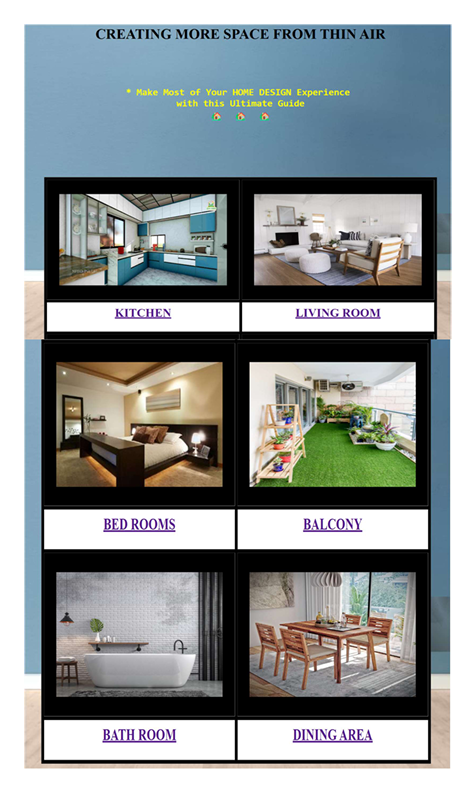 CREATING MORE SPACE FROM THIN AIR
* Make Most of Your HOME DESIGN Experience
with this Ultimate Guide
KITCHEN
LIVING ROOM
BED ROOMS
BALCONY
BATH ROOM
DINING AREA